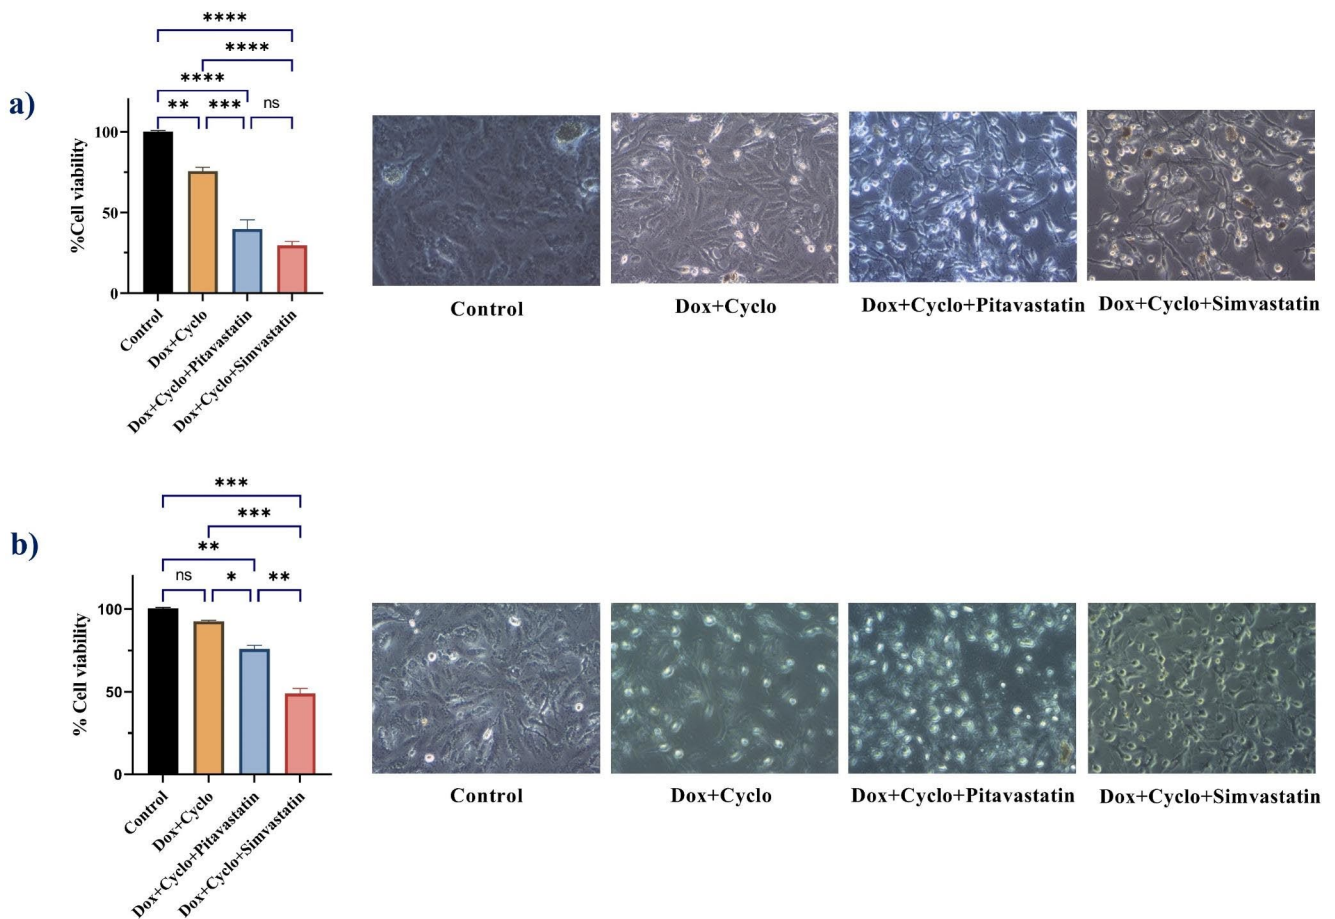 a)
****
****
****
** *** ns
%Cell viability
100
50
0
Control
Dox+Cyclo
Dox+Cyclo+Pitavastatin
Dox+Cyclo+Simvastatin
Control
Dox+Cyclo
Dox+Cyclo+Pitavastatin
Dox+Cyclo+Simvastatin
b)
***
***
**
ns * **
% Cell viability
100
50
0
Control
Dox+Cyclo
Dox+Cyclo+Pitavastatin
Dox+Cyclo+Simvastatin
Control
Dox+Cyclo
Dox+Cyclo+Pitavastatin
Dox+Cyclo+Simvastatin